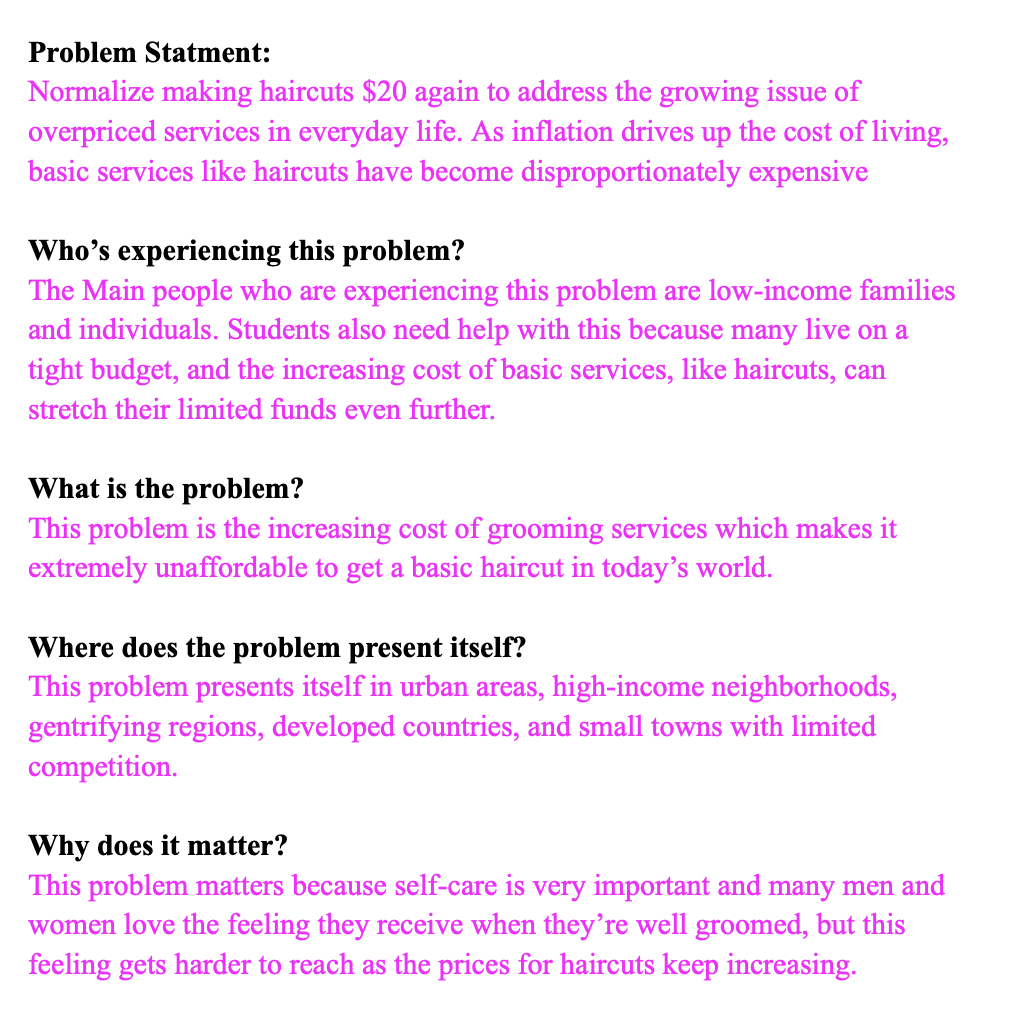 Problem Statment:
Normalize making haircuts $20 again to address the growing issue of
overpriced services in everyday life. As inflation drives up the cost of living,
basic services like haircuts have become disproportionately expensive
Who’s experiencing this problem?
The Main people who are experiencing this problem are low-income families
and individuals. Students also need help with this because many live on a
tight budget, and the increasing cost of basic services, like haircuts, can
stretch their limited funds even further.
What is the problem?
This problem is the increasing cost of grooming services which makes it
extremely unaffordable to get a basic haircut in today’s world.
Where does the problem present itself?
This problem presents itself in urban areas, high-income neighborhoods,
gentrifying regions, developed countries, and small towns with limited
competition.
Why does it matter?
This problem matters because self-care is very important and many men and
women love the feeling they receive when they’re well groomed, but this
feeling gets harder to reach as the prices for haircuts keep increasing.